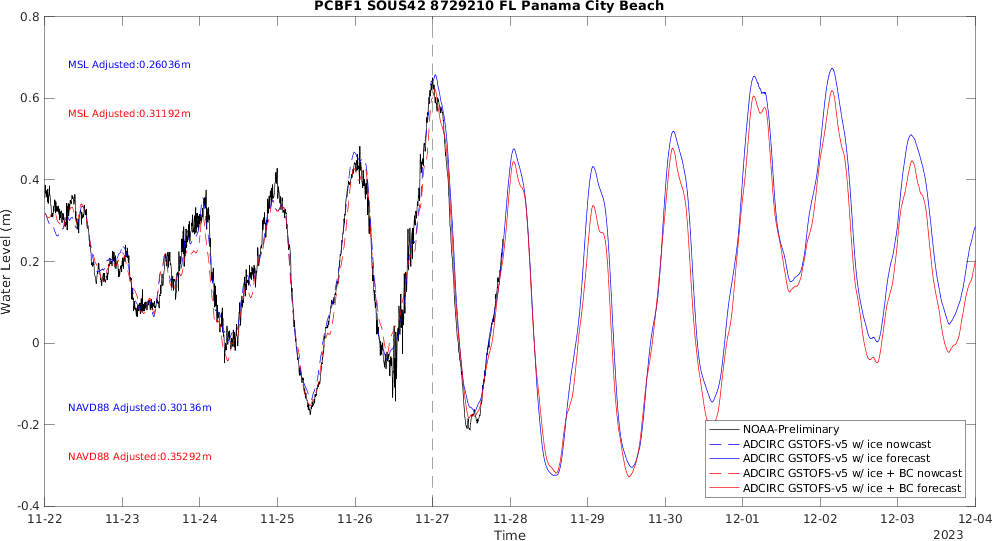 PCBF1 SOUS42 8729210 FL Panama City Beach
0.8
0.6
0.4
0.2
0
-0.2
-0.4
Water Level (m)
MSL Adjusted:0.26036m
MSL Adjusted:0.31192m
NAVD88 Adjusted:0.30136m
NAVD88 Adjusted:0.35292m
NOAA-Preliminary
ADCIRC GSTOFS-v5 w/ ice nowcast
ADCIRC GSTOFS-v5 w/ ice forecast
ADCIRC GSTOFS-v5 w/ ice + BC nowcast
ADCIRC GSTOFS-v5 w/ ice + BC forecast
11-22 11-23 11-24 11-25 11-26 11-27 11-28 11-29 11-30 12-01 12-02 12-03 12-04
Time
2023